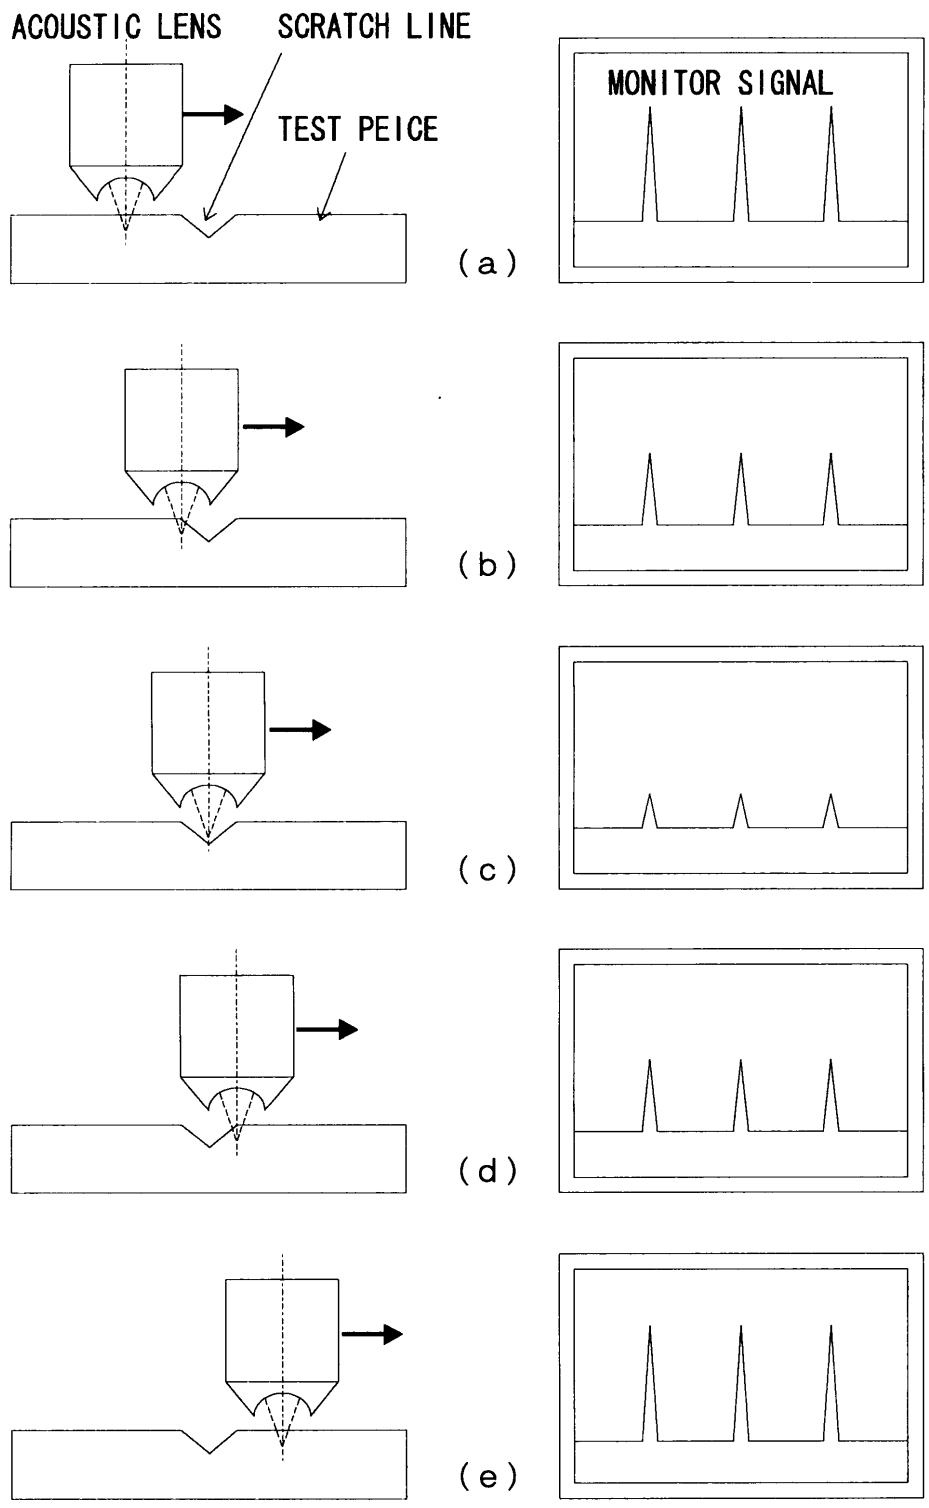 ACOUSTIC LENS
SCRATCH LINE
MONITOR SIGNAL
TEST PEICE
(a)
(b)
(c)
(d)
(e)